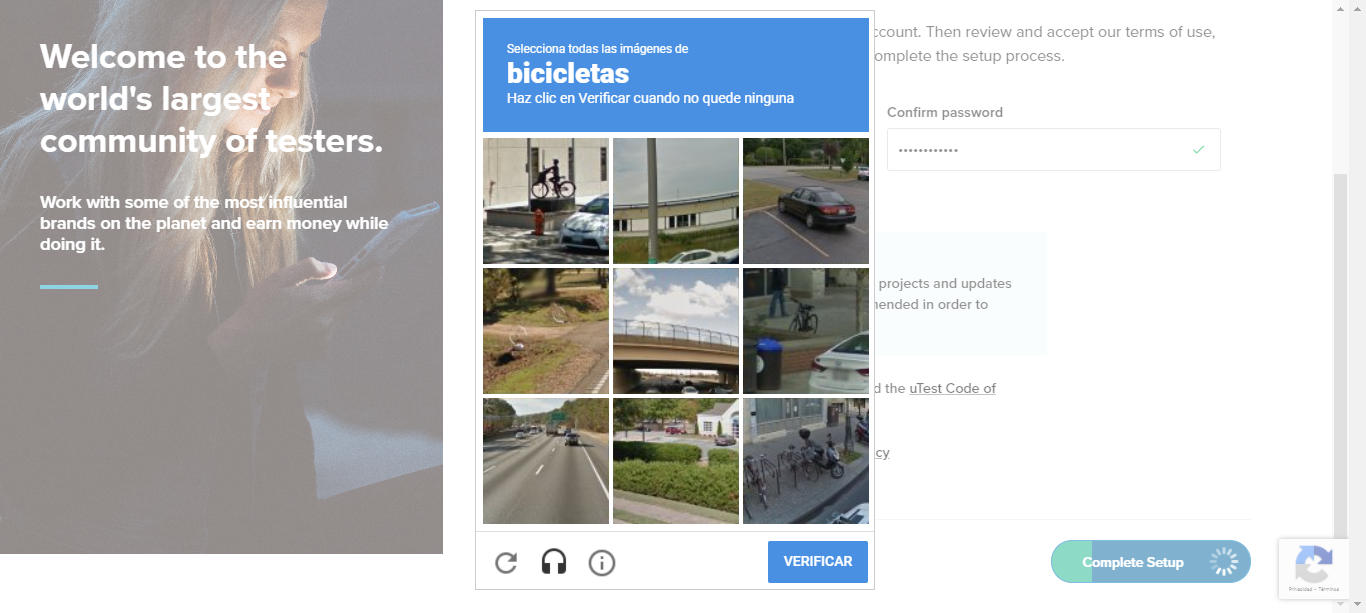 Welcome to the
world's largest
community of testers.
Work with some of the most influential
brands on the planet and earn money while
doing it.
Selecciona todas las imágenes de
bicicletas
Haz clic en Verificar cuando no quede ninguna
VERIFICAR
count. Then review and accept our terms of use,
omplete the setup process.
Confirm password
projects and updates
ended in order to
d the uTest Code of
cy
Complete Setup
Privacidad - Términos